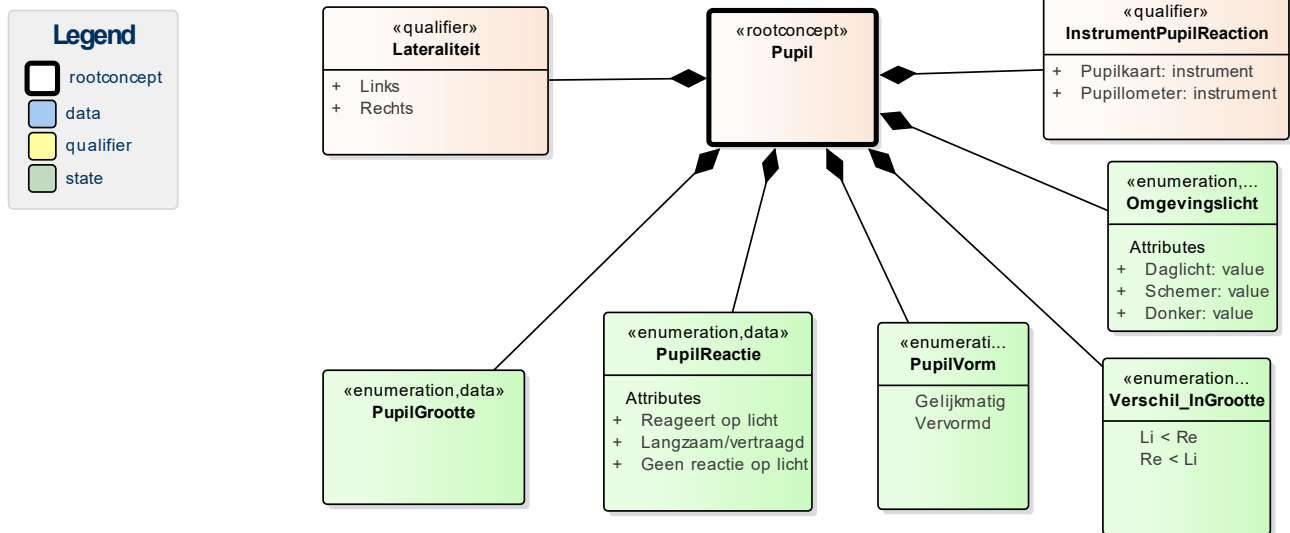 Legend
rootconcept
data
qualifier
state
«qualifier»
Lateraliteit
+ Links
+ Rechts
«rootconcept»
Pupil
«qualifier»
InstrumentPupilReaction
+ Pupilkaart: instrument
+ Pupillometer: instrument
«enumeration,...
Omgevingslicht
Attributes
+ Daglicht: value
+ Schemer: value
+ Donker: value
«enumeration,data»
PupilGrootte
«enumeration,data»
PupilReactie
Attributes
+ Reageert op licht
+ Langzaam/vertraagd
+ Geen reactie op licht
«enumerati...
PupilVorm
Gelijkmatig
Vervormd
«enumeration...
Verschil_InGrootte
Li < Re
Re < Li